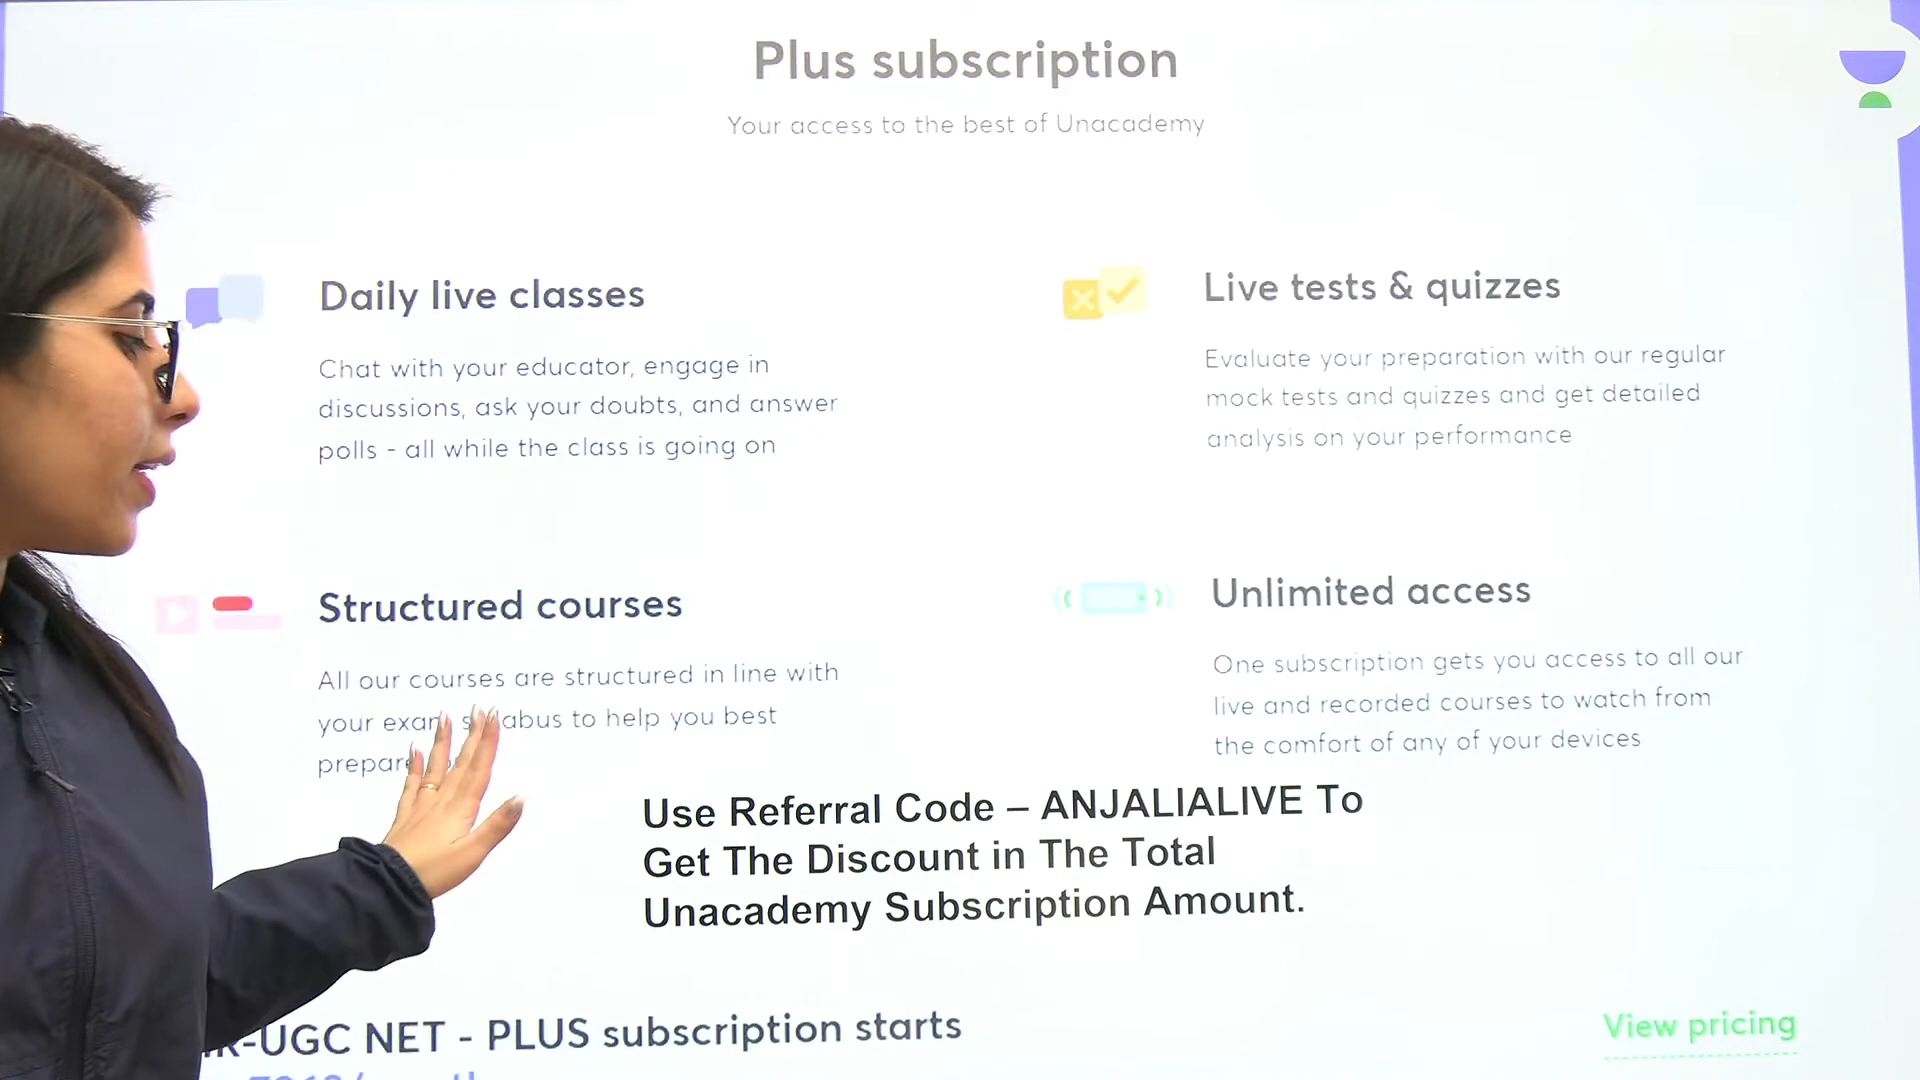 Plus subscription
Your access to the best of Unacademy
Daily live classes
Chat with your educator, engage in
discussions, ask your doubts, and answer
polls - all while the class is going on
Live tests & quizzes
Evaluate your preparation with our regular
mock tests and quizzes and get detailed
analysis on your performance
Structured courses
All our courses are structured in line with
your exam syllabus to help you best
Unlimited access
One subscription gets you access to all our
live and recorded courses to watch from
the comfort of any of your devices
Use Referral Code – ANJALIALIVE To
Get The Discount in The Total
Unacademy Subscription Amount.
-UGC NET - PLUS subscription starts
View pricing